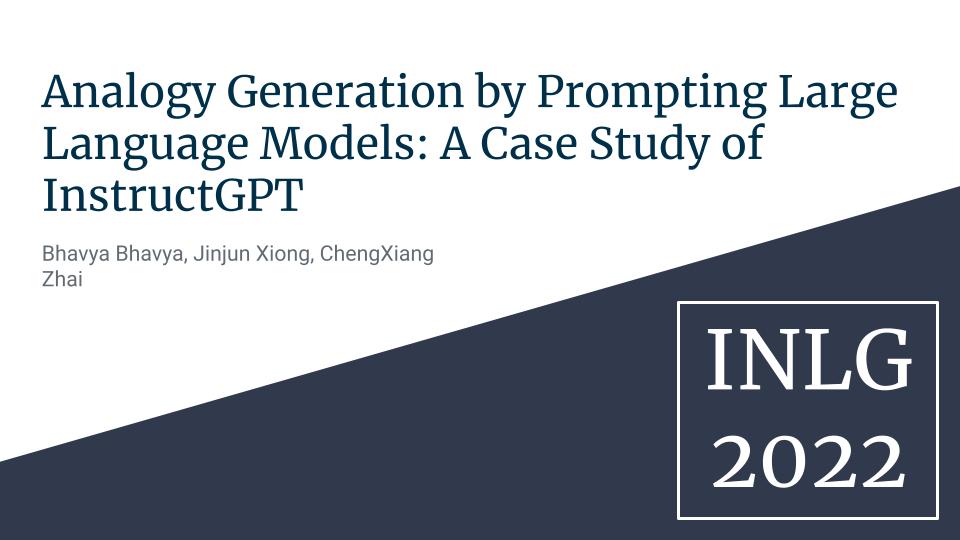 Analogy Generation by Prompting Large
Language Models: A Case Study of
InstructGPT
Bhavya Bhavya, Jinjun Xiong, ChengXiang
Zhai
INLG
2022